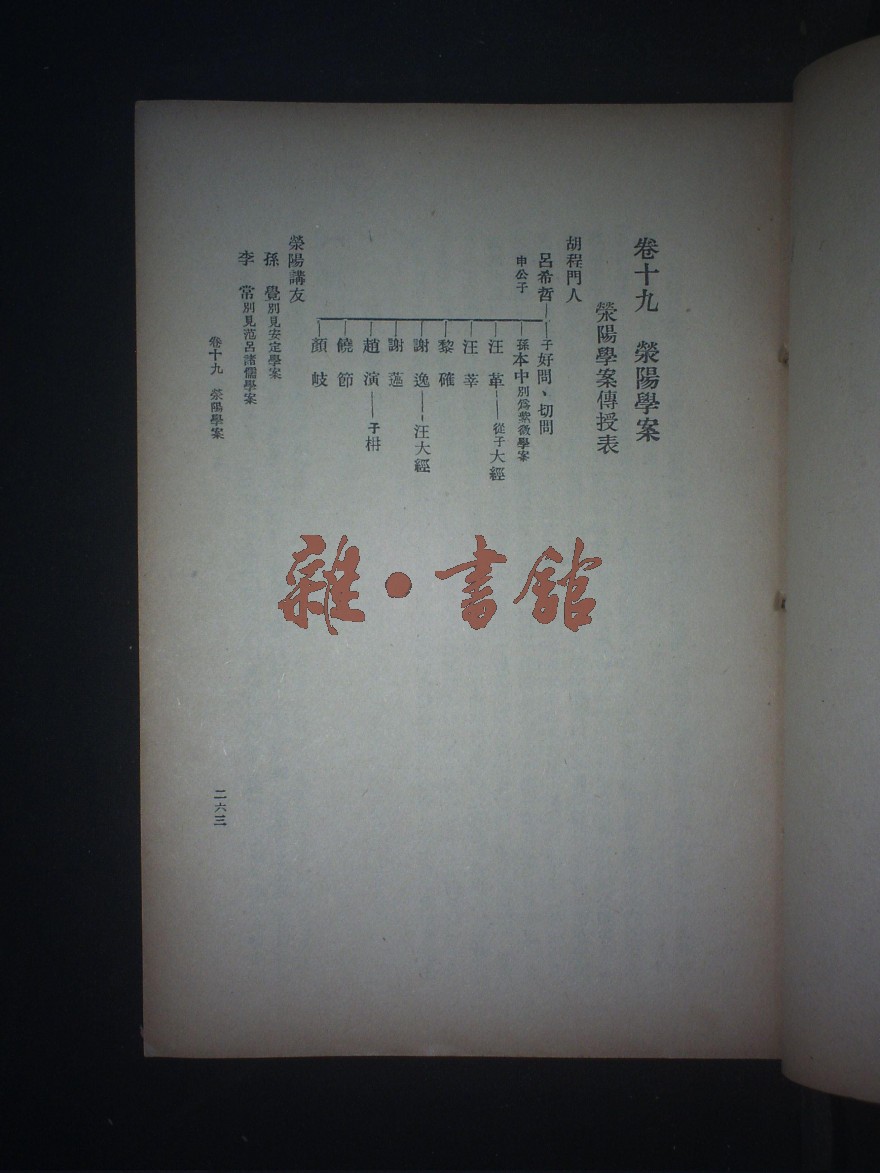 卷十九　滎陽學案
滎陽學案傳授表
胡程門人
呂希哲——子好問、切問
申公子
孫本中別爲紫薇學案
汪　革——從子大經
汪　莘
黎　確
謝　逸——汪大經
謝　薖
趙　演——子枏
饒　節
顏　岐
滎陽講友
孫　覺別見安定學案
李　常別見范呂諸儒學案
卷十九　滎陽學案
二六三
雜·書館